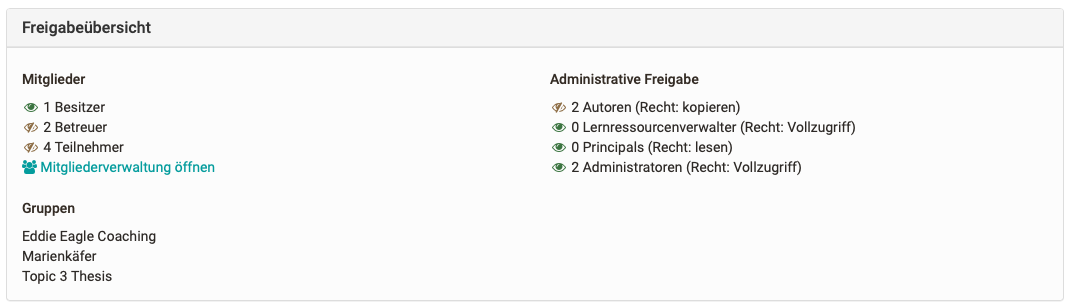 Freigabeübersicht
Mitglieder
1 Besitzer
2 Betreuer
4 Teilnehmer
Mitgliederverwaltung öffnen
Gruppen
Eddie Eagle Coaching
Marienkäfer
Topic 3 Thesis
Administrative Freigabe
2 Autoren (Recht: kopieren)
0 Lernressourcenverwalter (Recht: Vollzugriff)
0 Principals (Recht: lesen)
2 Administratoren (Recht: Vollzugriff)